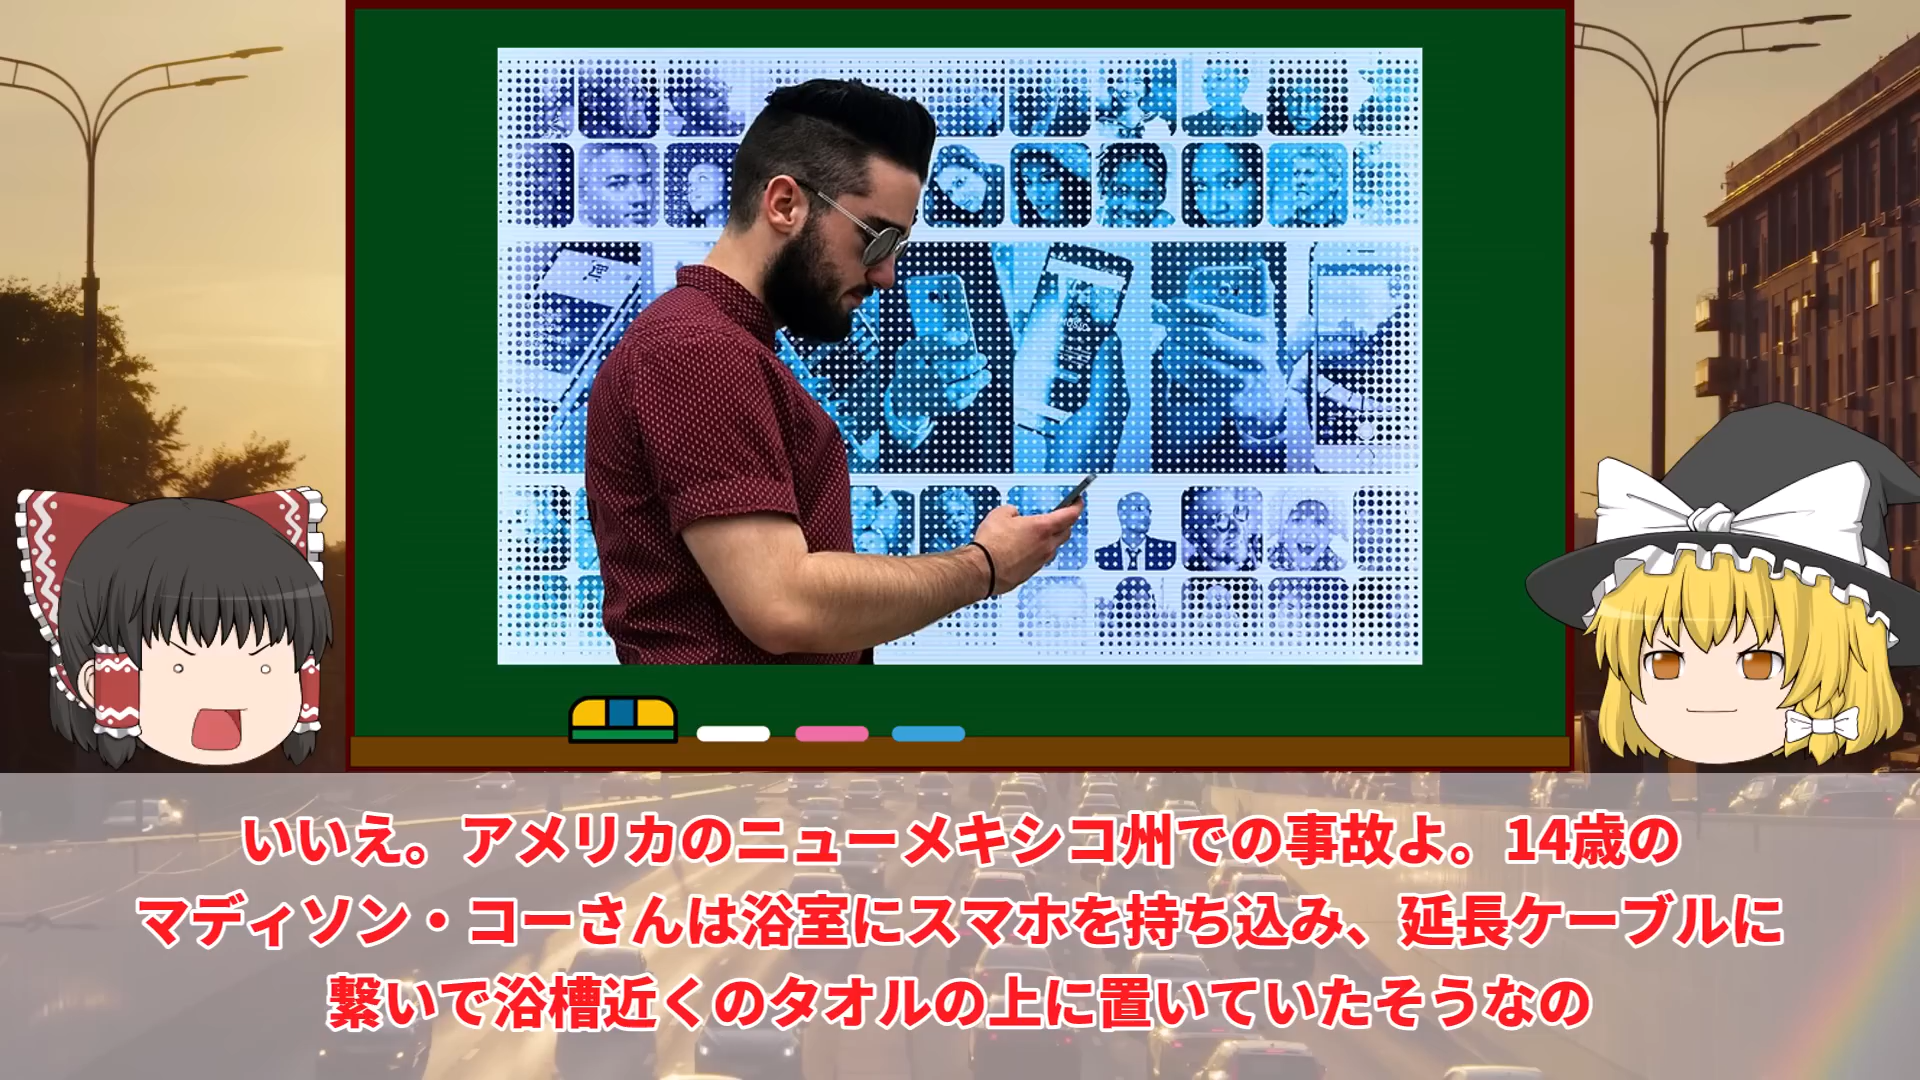 いいえ。アメリカのニューメキシコ州での事故よ。14歳の
マディソン・コーさんは浴室にスマホを持ち込み、延長ケーブルに
繋いで浴槽近くのタオルの上に置いていたそうなの